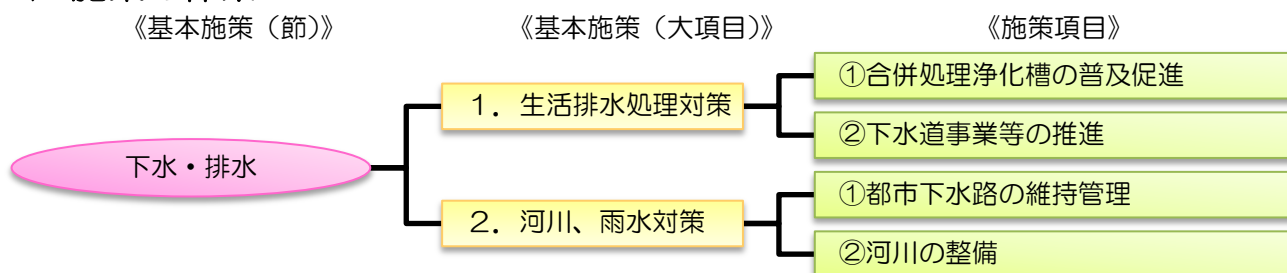 《基本施策（節）》 《基本施策（大項目）》 《施策項目》
①合併処理浄化槽の普及促進
１．生活排水処理対策
②下水道事業等の推進
下水・排水
①都市下水路の維持管理
２．河川、雨水対策
②河川の整備